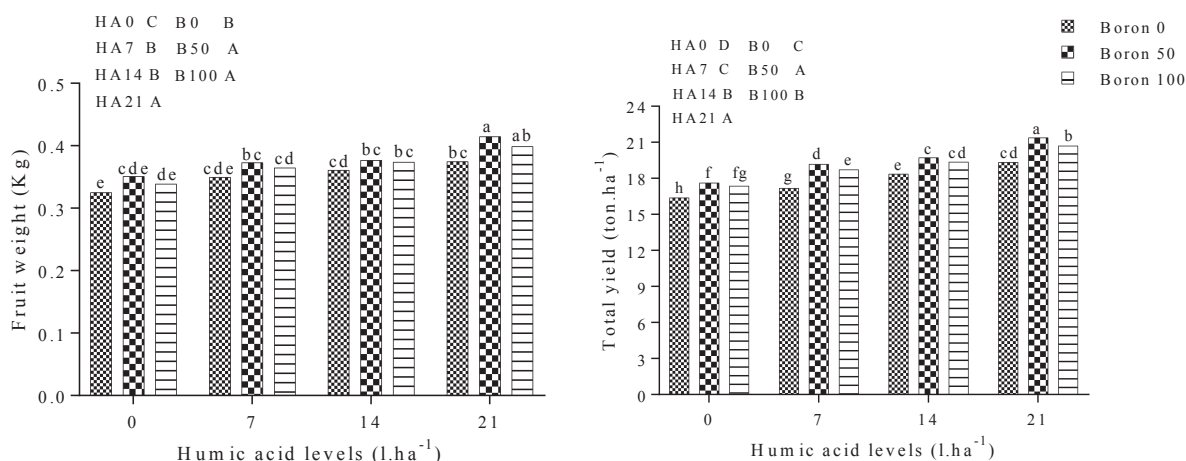 HA0 C B0 B
HA7 B B50 A
HA14 B B100 A
HA21 A
Fruit weight (Kg)
0.5
0.4
0.3
0.2
0.1
0.0
e cde de cde bc cd cd bc bc bc a ab
0 7 14 21
Humic acid levels (l.ha⁻¹)
HA0 D B0 C
HA7 C B50 A
HA14 B B100 B
HA21 A
Total yield (ton.ha⁻¹)
24
21
18
15
12
9
6
3
0
h f fg g d e e c cd cd a b
0 7 14 21
Humic acid levels (l.ha⁻¹)
Boron 0
Boron 50
Boron 100